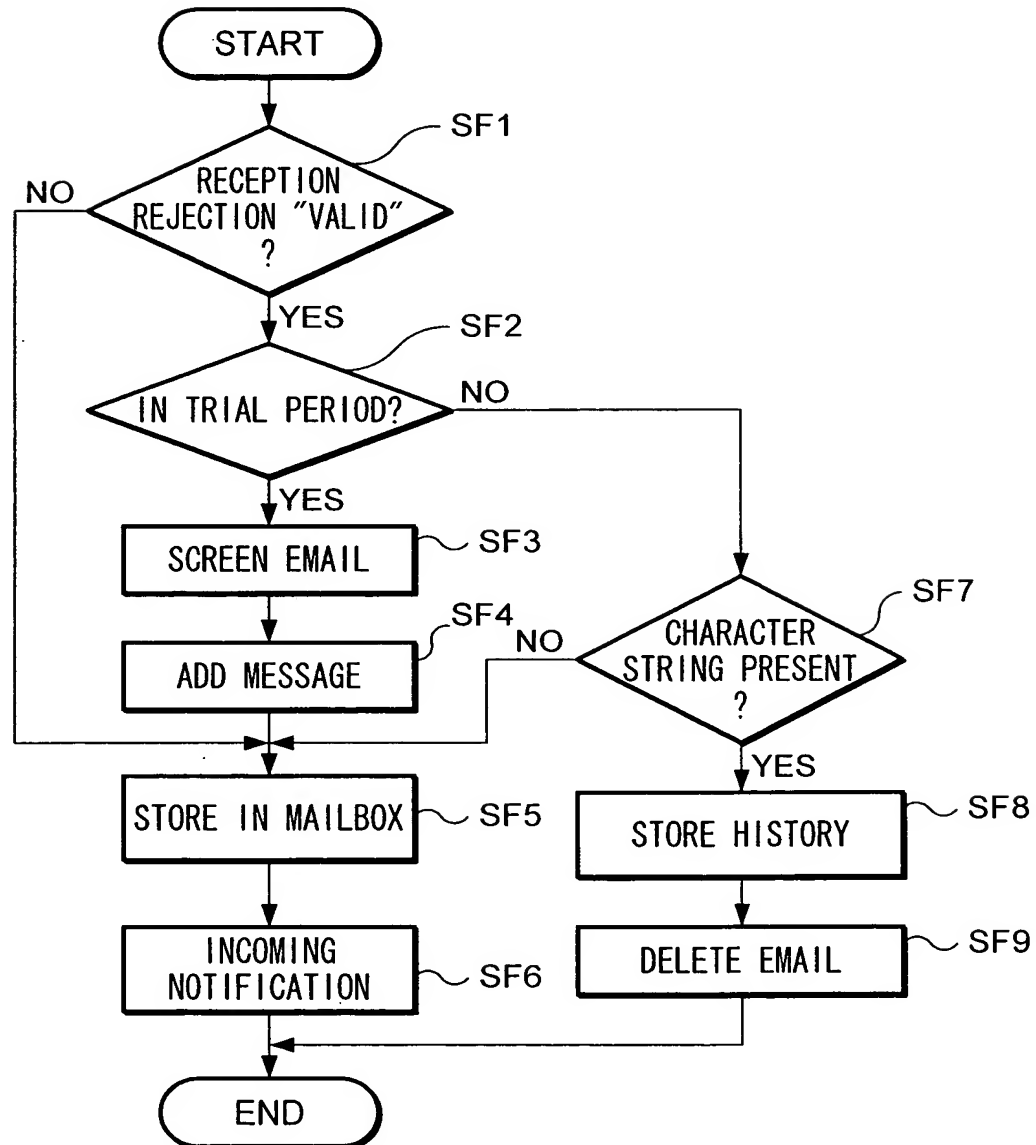 START
SF1
NO
RECEPTION
REJECTION "VALID"
?
YES
SF2
NO
IN TRIAL PERIOD?
YES
SCREEN EMAIL
SF3
SF4
ADD MESSAGE
NO
SF7
CHARACTER
STRING PRESENT
?
YES
STORE IN MAILBOX
SF5
STORE HISTORY
SF8
INCOMING
NOTIFICATION
SF6
DELETE EMAIL
SF9
END